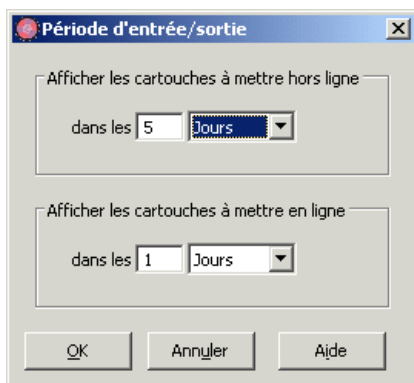 Période d'entrée/sortie
Afficher les cartouches à mettre hors ligne
dans les 5 Jours
Afficher les cartouches à mettre en ligne
dans les 1 Jours
OK Annuler Aide